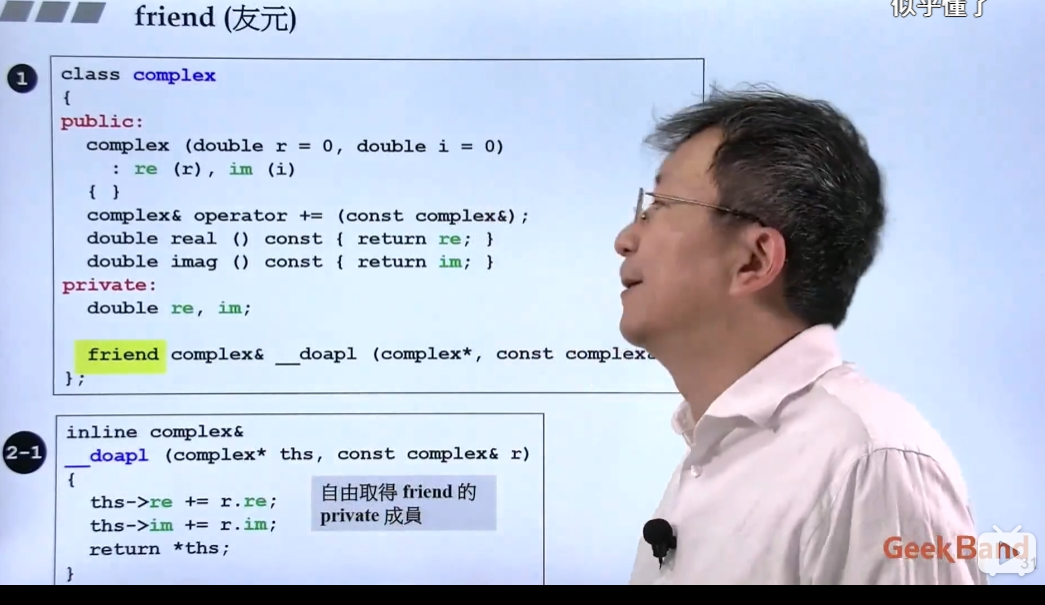 friend (友元)
似乎懂了
1
class complex
{
public:
complex (double r = 0, double i = 0)
: re (r), im (i)
{ }
complex& operator += (const complex&);
double real () const { return re; }
double imag () const { return im; }
private:
double re, im;
friend complex& __doapl (complex*, const complex&
};
2-1
inline complex&
__doapl (complex* ths, const complex& r)
{
ths->re += r.re;
ths->im += r.im;
return *ths;
}
自由取得 friend 的
private 成員
GeekBand
31